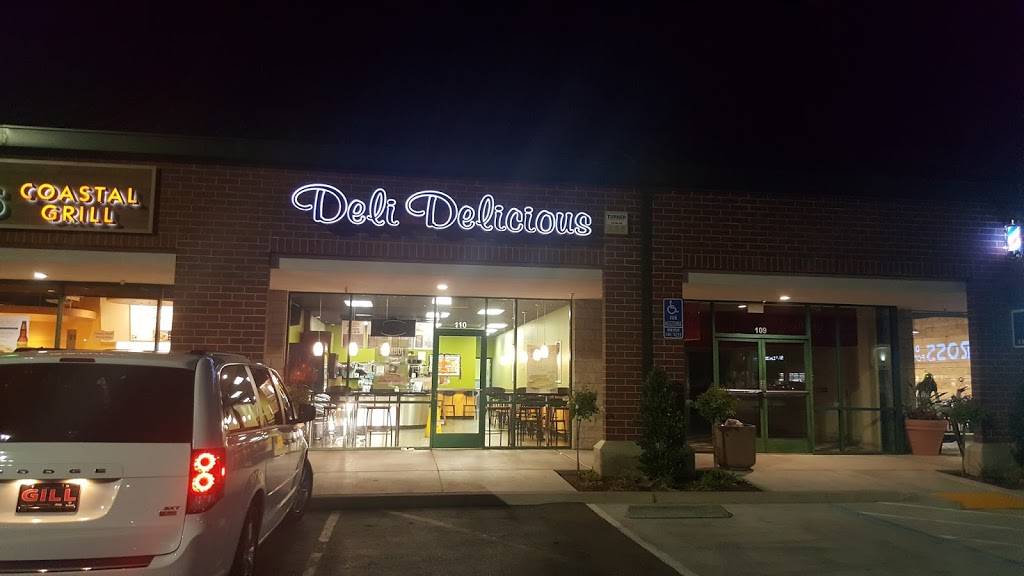 COASTAL
GRILL
Deli Delicious
110
109
DODGE
GILL